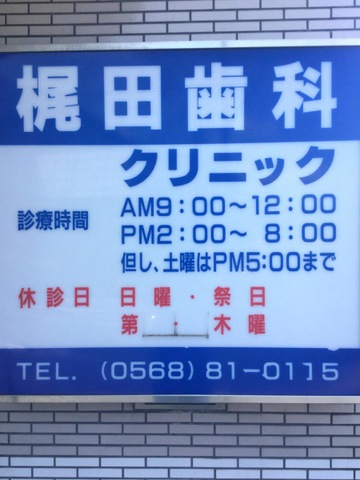 梶田歯科
クリニック
診療時間 AM9:00〜12:00
PM2:00〜 8:00
但し、土曜はPM5:00まで
休診日 日曜・祭日
第 ・ 木曜
TEL. (0568) 81-0115